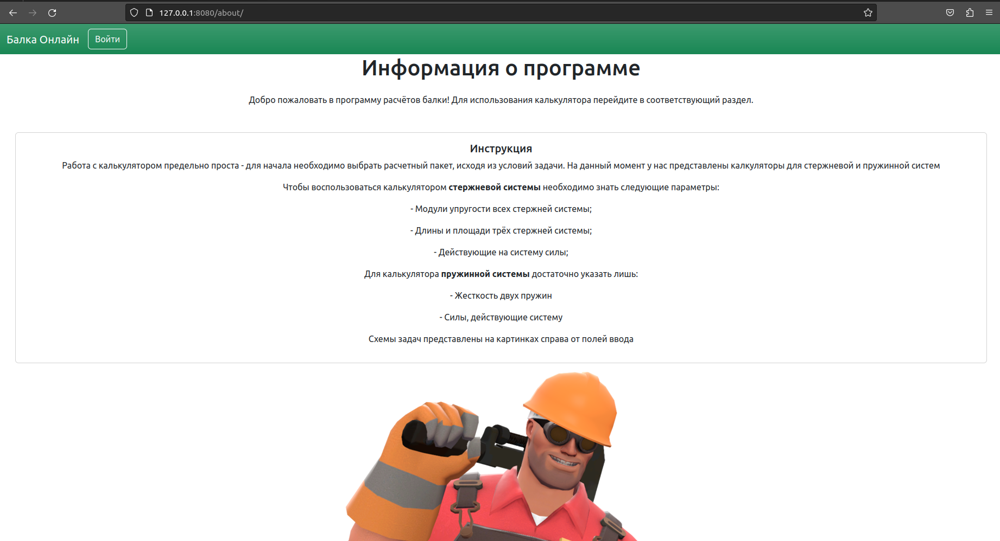 127.0.0.1:8080/about/
Балка Онлайн
Войти
Информация о программе
Добро пожаловать в программу расчётов балки! Для использования калькулятора перейдите в соответствующий раздел.
Инструкция
Работа с калькулятором предельно проста - для начала необходимо выбрать расчетный пакет, исходя из условий задачи. На данный момент у нас представлены калкуляторы для стержневой и пружинной систем
Чтобы воспользоваться калькулятором стержневой системы необходимо знать следующие параметры:
- Модули упругости всех стержней системы;
- Длины и площади трёх стержней системы;
- Действующие на систему силы;
Для калькулятора пружинной системы достаточно указать лишь:
- Жесткость двух пружин
- Силы, действующие систему
Схемы задач представлены на картинках справа от полей ввода